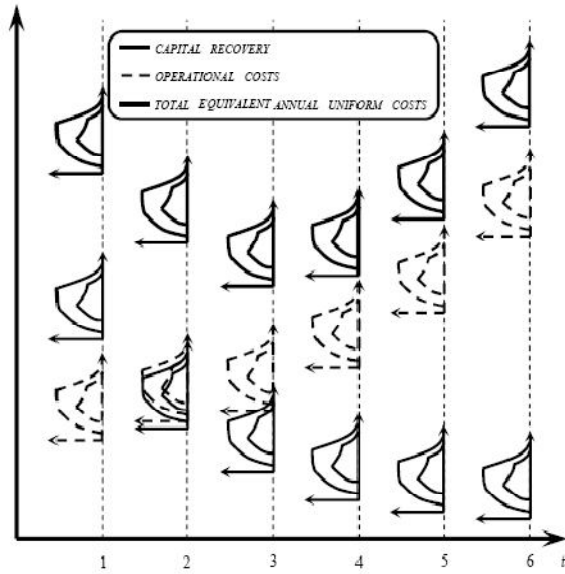 CAPITAL RECOVERY
OPERATIONAL COSTS
TOTAL EQUIVALENT ANNUAL UNIFORM COSTS
1 2 3 4 5 6 t